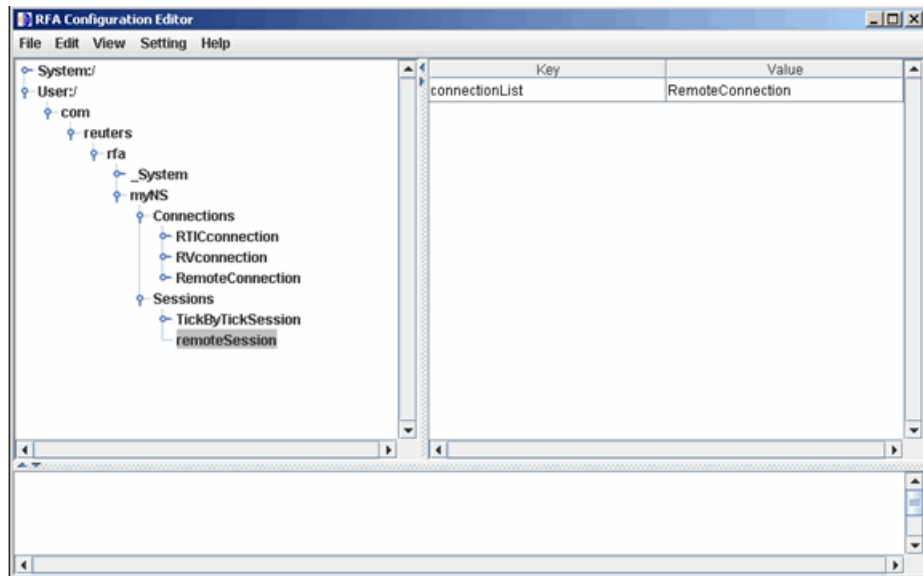 RFA Configuration Editor
File Edit View Setting Help
System:/
User:/
com
reuters
rfa
_System
myNS
Connections
RTICconnection
RVconnection
RemoteConnection
Sessions
TickByTickSession
remoteSession
Key Value
connectionList RemoteConnection